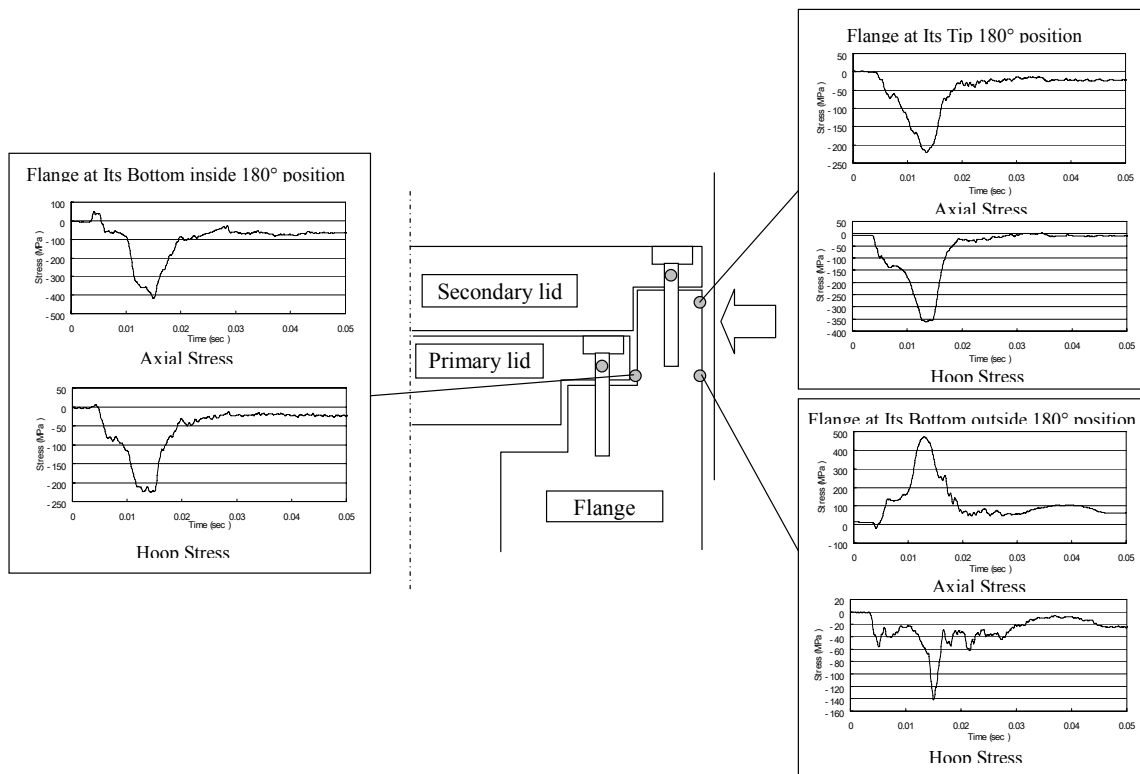 Flange at Its Bottom inside 180° position
100
0
-100
-200
-300
-400
-500
Stress (MPa)
0 0.01 0.02 0.03 0.04 0.05
Time (sec )
Axial Stress
50
0
-50
-100
-150
-200
-250
Stress (MPa)
0 0.01 0.02 0.03 0.04 0.05
Time (sec )
Hoop Stress
Secondary lid
Primary lid
Flange
Flange at Its Tip 180° position
50
0
-50
-100
-150
-200
-250
Stress (MPa)
0 0.01 0.02 0.03 0.04 0.05
Time (sec )
Axial Stress
50
0
-50
-100
-150
-200
-250
-300
-350
-400
Stress (MPa)
0 0.01 0.02 0.03 0.04 0.05
Time (sec )
Hoop Stress
Flange at Its Bottom outside 180° position
500
400
300
200
100
0
-100
Stress (MPa)
0 0.01 0.02 0.03 0.04 0.05
Time (sec )
Axial Stress
20
0
-20
-40
-60
-80
-100
-120
-140
-160
Stress (MPa)
0 0.01 0.02 0.03 0.04 0.05
Time (sec )
Hoop Stress